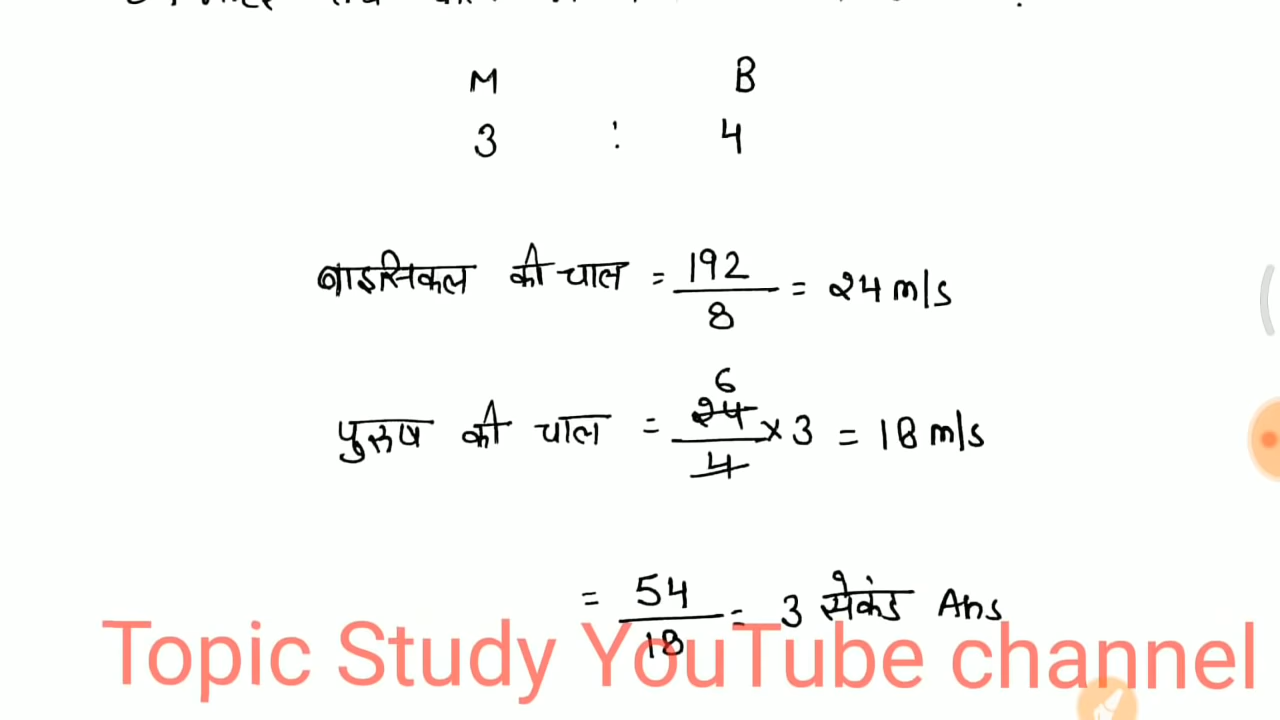 M B
3 : 4
बाइसिकल की चाल = 192/8 = 24 m/s
6
पुरुष की चाल = 24/4 × 3 = 18 m/s
= 54/18 = 3 सेकंड Ans
Topic Study YouTube channel